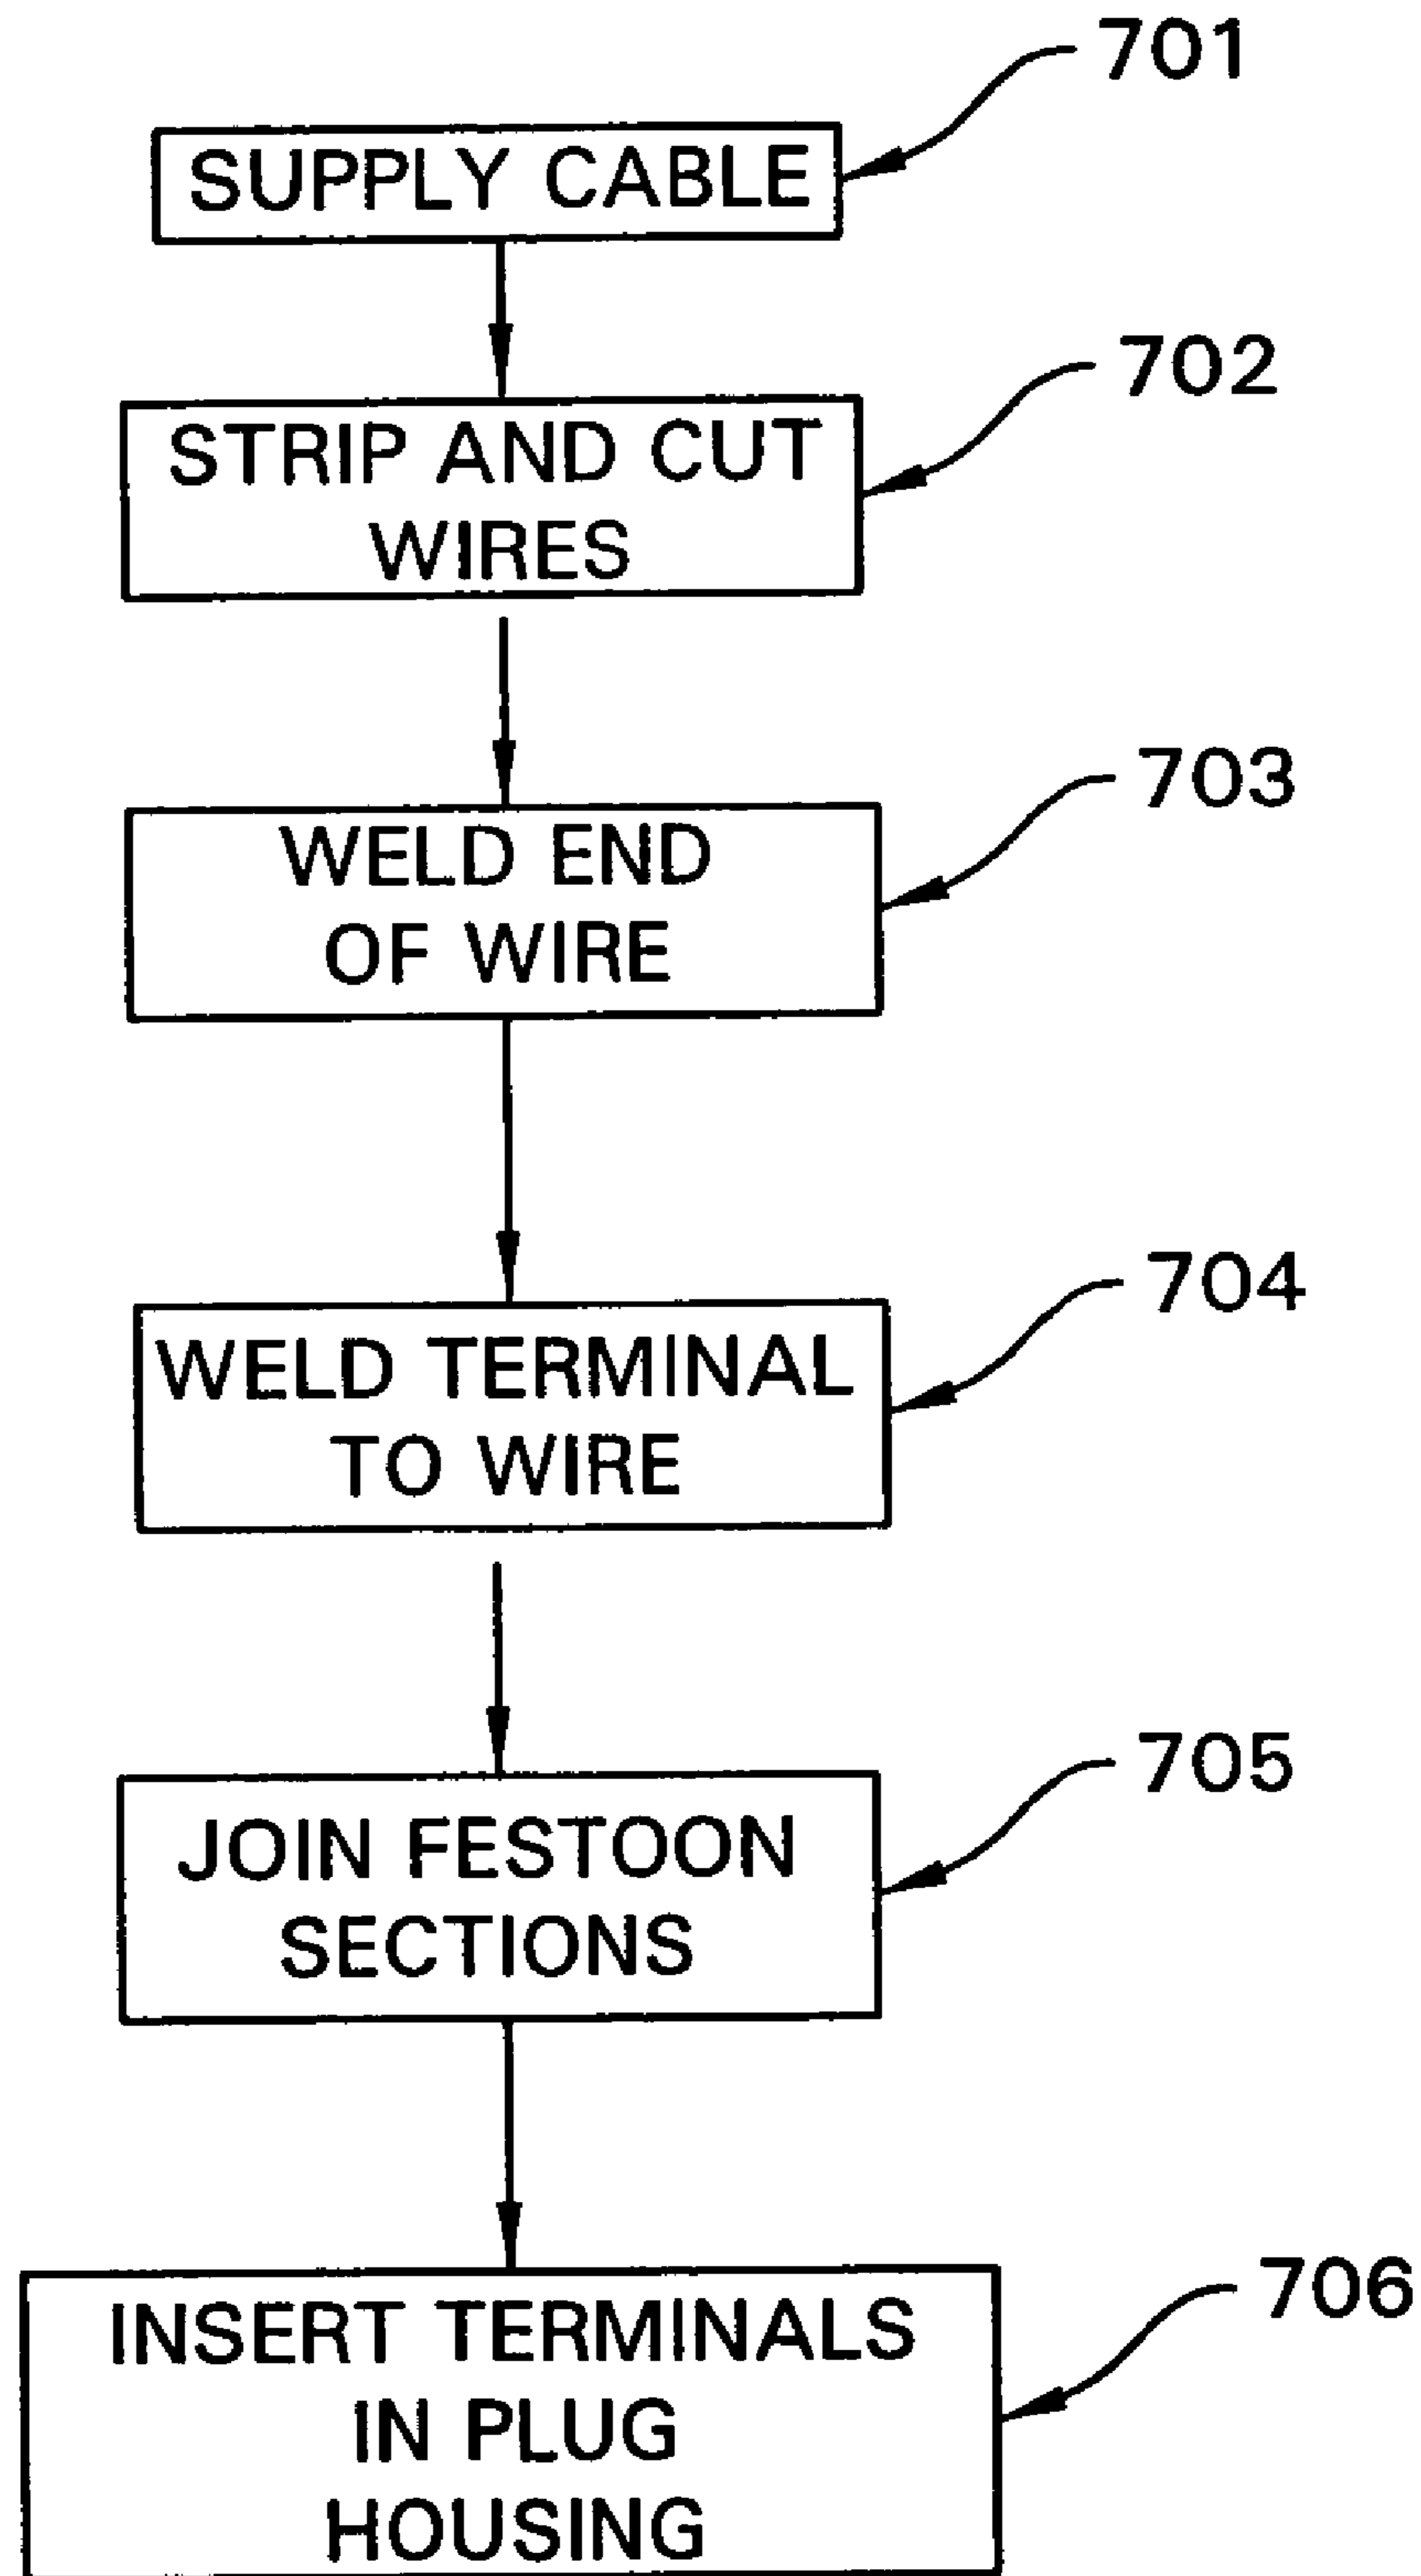 701
SUPPLY CABLE
702
STRIP AND CUT
WIRES
703
WELD END
OF WIRE
704
WELD TERMINAL
TO WIRE
705
JOIN FESTOON
SECTIONS
706
INSERT TERMINALS
IN PLUG
HOUSING